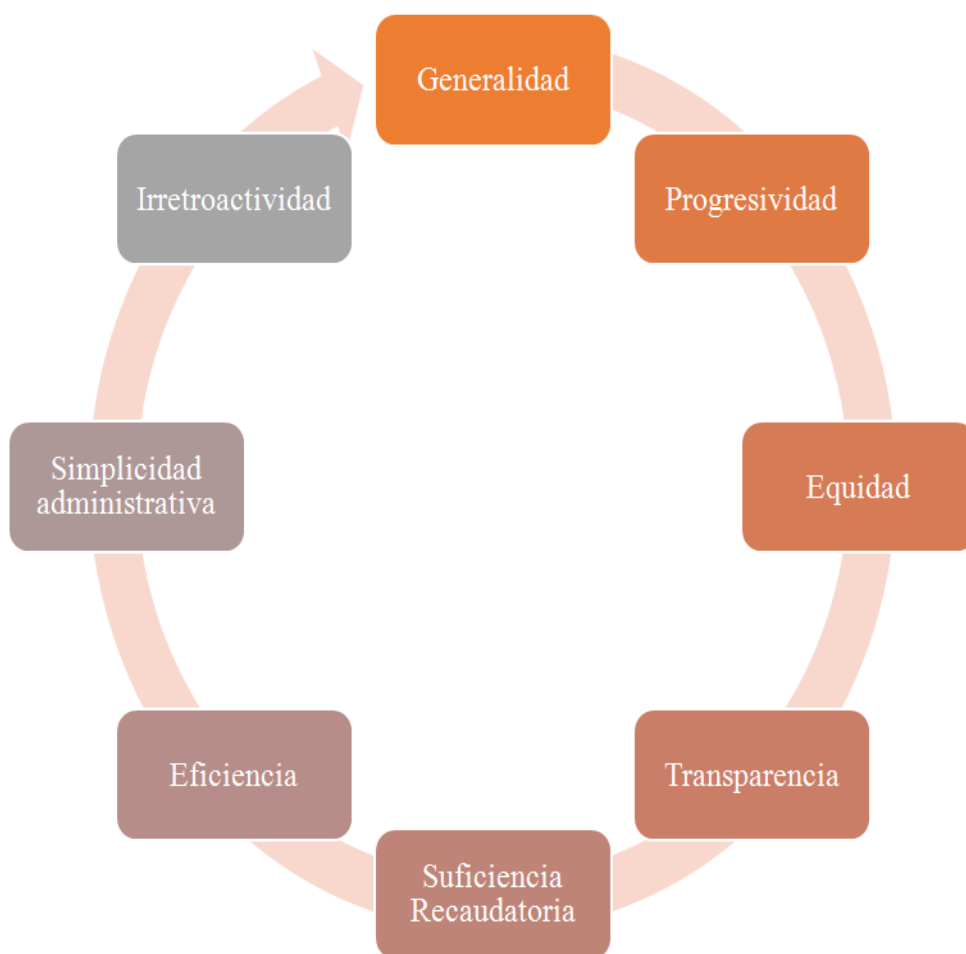 Generalidad
Progresividad
Equidad
Transparencia
Suficiencia
Recaudatoria
Eficiencia
Simplicidad
administrativa
Irretroactividad